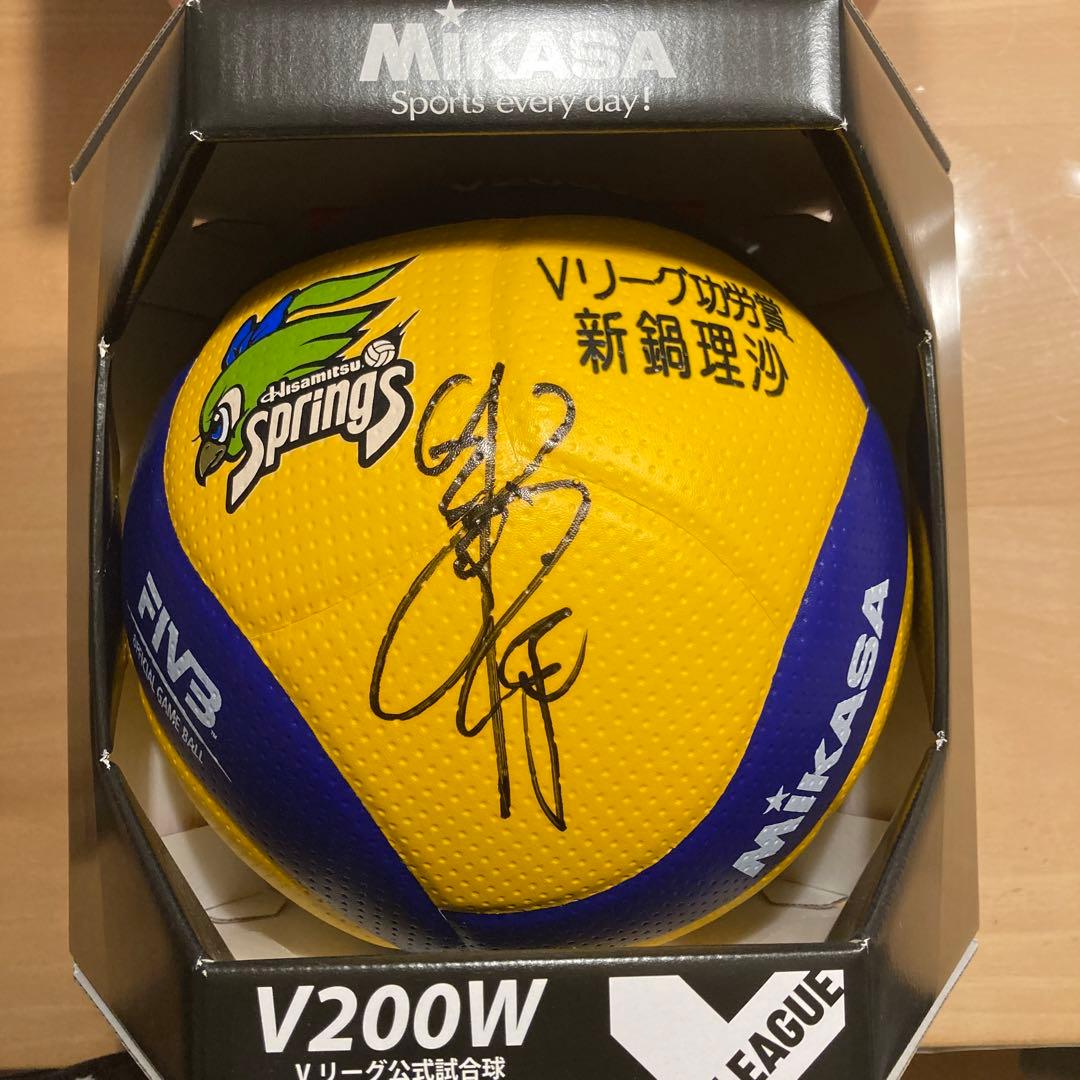 MiKASA
Sports every day!
Vリーグ功労賞
新鍋理沙
Hisamitsu
Springs
FIVB™
OFFICIAL GAME BALL
MiKASA
V200W
Vリーグ公式試合球
V LEAGUE